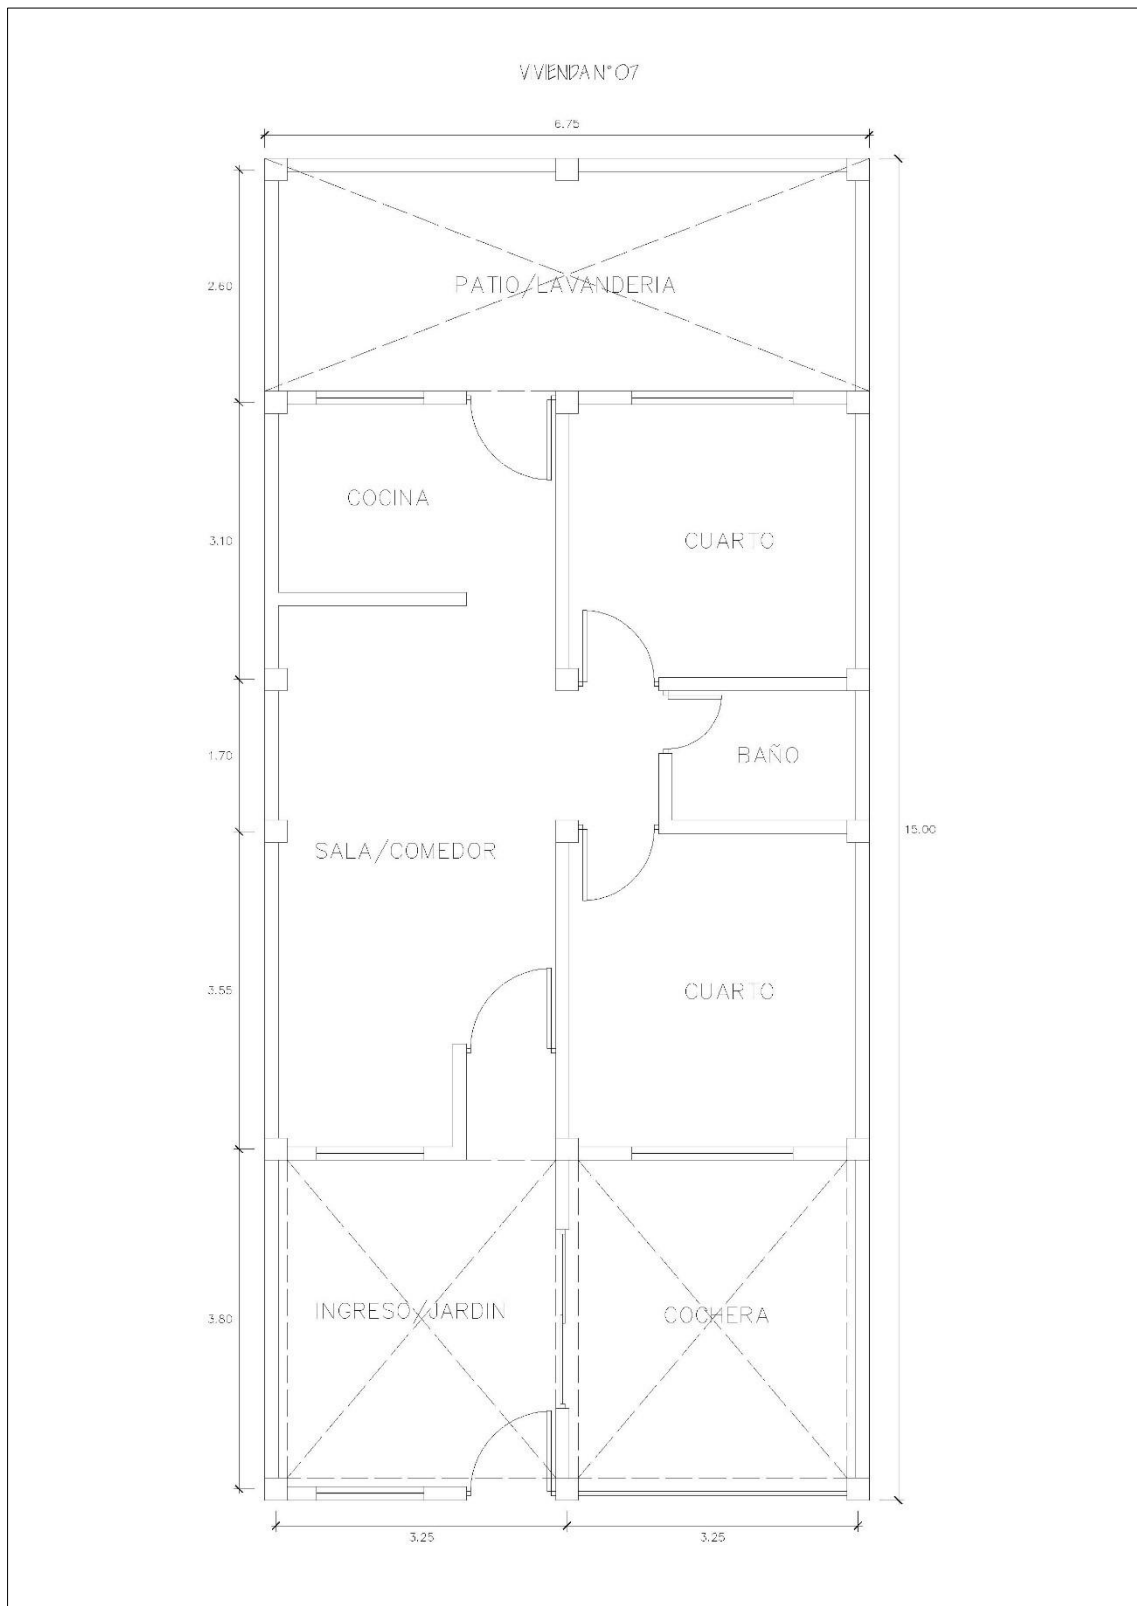 VIVIENDA N° 07
6.75
PATIO/LAVANDERIA
2.60
COCINA
CUARTO
3.10
BAÑO
1.70
15.00
SALA/COMEDOR
3.55
CUARTO
INGRESO/JARDIN
COCHERA
3.80
3.25
3.25